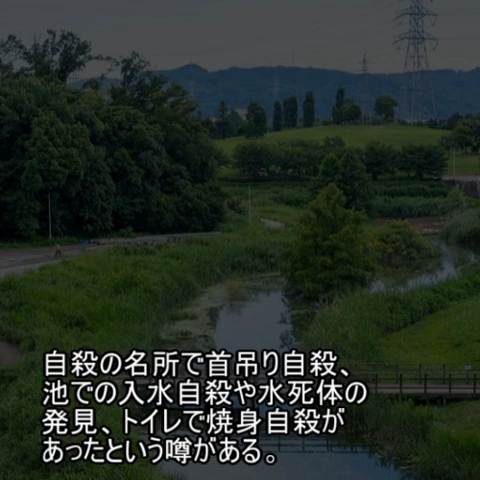 自殺の名所で首吊り自殺、
池での入水自殺や水死体の
発見、トイレで焼身自殺が
あったという噂がある。